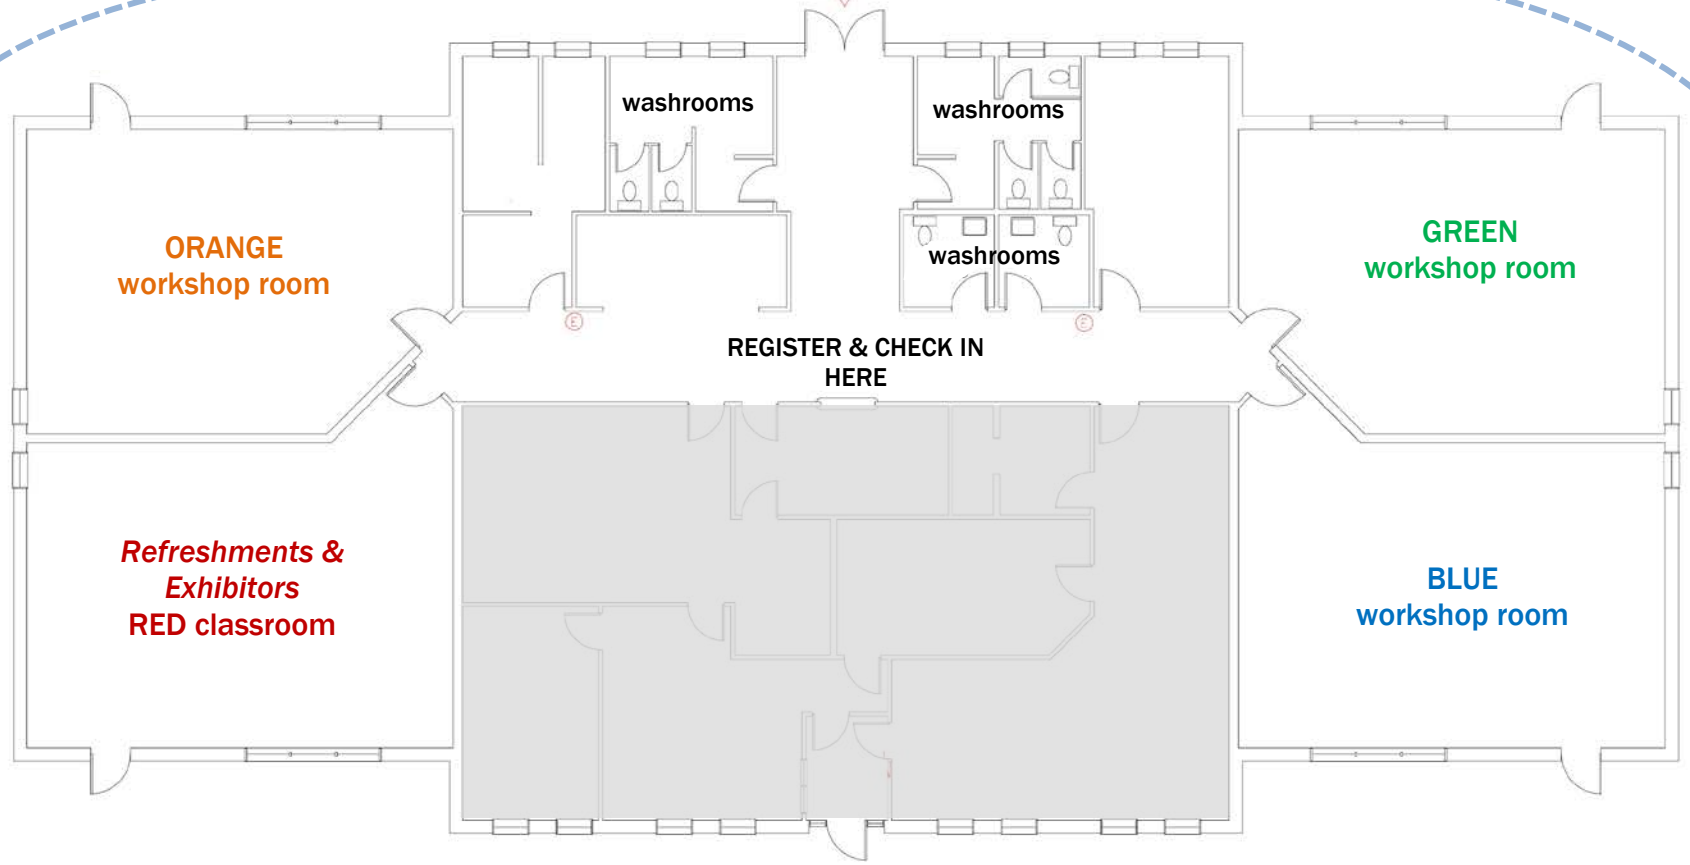 washrooms
washrooms
ORANGE
workshop room
GREEN
workshop room
washrooms
E
E
REGISTER & CHECK IN
HERE
Refreshments &
Exhibitors
RED classroom
BLUE
workshop room